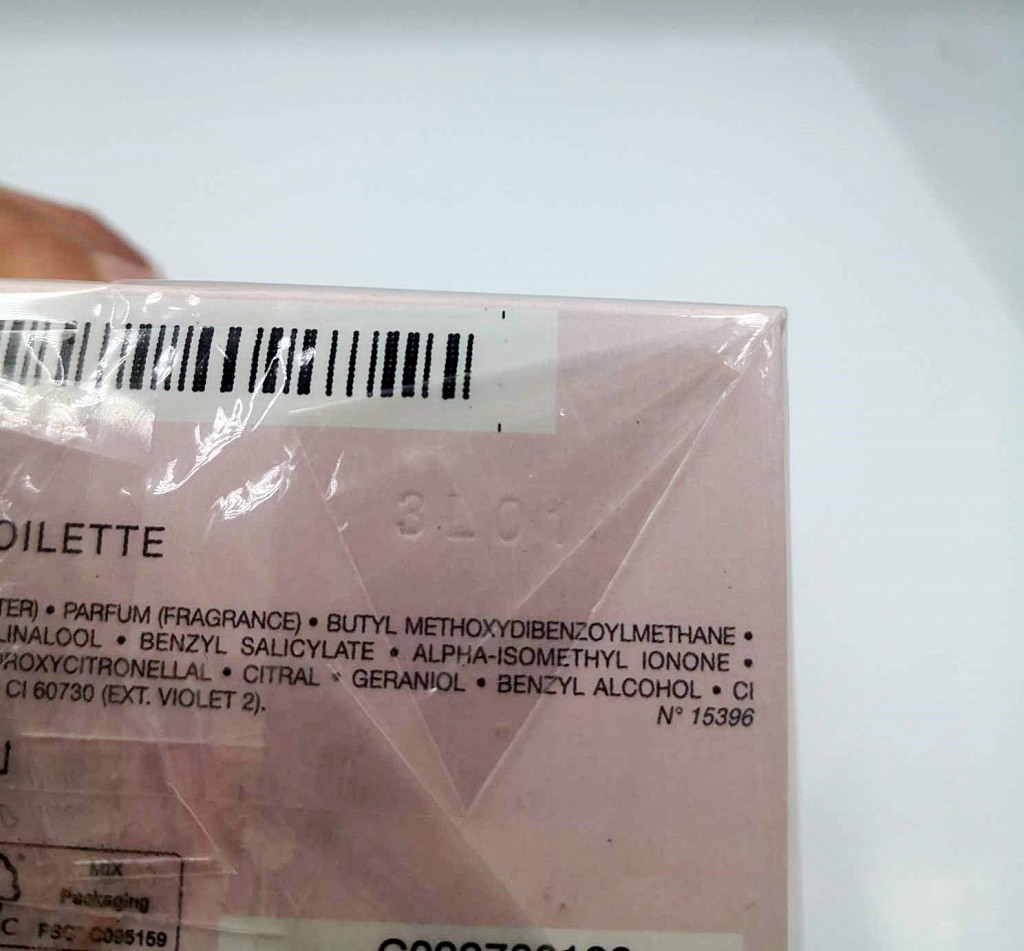 3L01
OILETTE
TER) • PARFUM (FRAGRANCE) • BUTYL METHOXYDIBENZOYLMETHANE •
LINALOOL • BENZYL SALICYLATE • ALPHA-ISOMETHYL IONONE •
ROXYCITRONELLAL • CITRAL • GERANIOL • BENZYL ALCOHOL • CI
CI 60730 (EXT. VIOLET 2).
N° 15396
MIX
Packaging
FSC® C095159